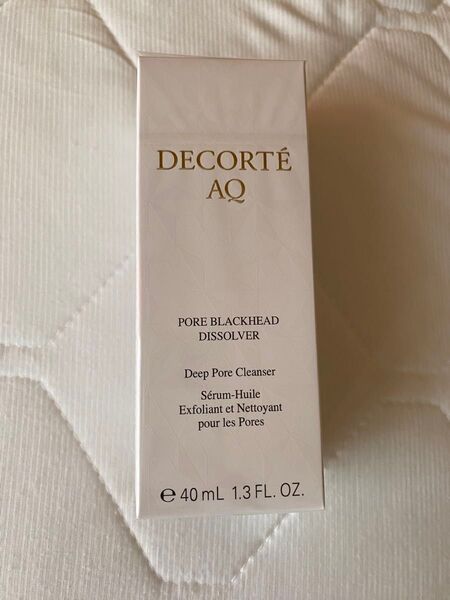 DECORTÉ
AQ
PORE BLACKHEAD
DISSOLVER
Deep Pore Cleanser
Sérum-Huile
Exfoliant et Nettoyant
pour les Pores
℮ 40 mL 1.3 FL. OZ.